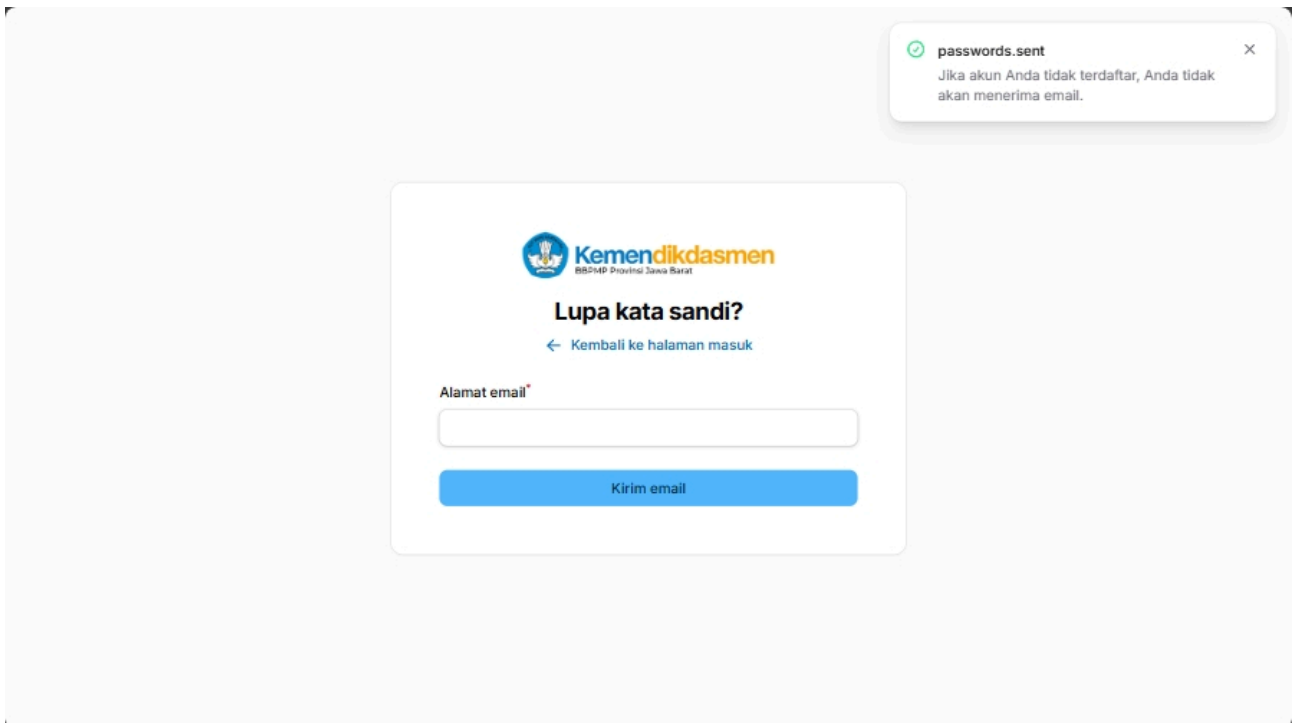 passwords.sent
Jika akun Anda tidak terdaftar, Anda tidak
akan menerima email.
Kemendikdasmen
BBPMP Provinsi Jawa Barat
Lupa kata sandi?
← Kembali ke halaman masuk
Alamat email*
Kirim email